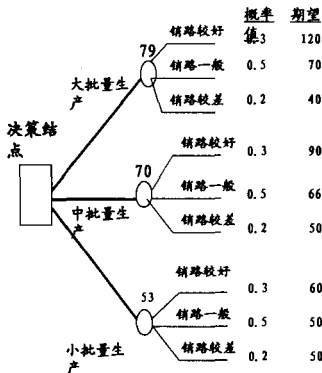 概率值 期望
79
销路较好 0.3 120
销路一般 0.5 70
大批量生产
销路较差 0.2 40
决策结点
销路较好 0.3 90
70
销路一般 0.5 66
中批量生产
销路较差 0.2 50
销路较好 0.3 60
53
销路一般 0.5 50
小批量生产
销路较差 0.2 50